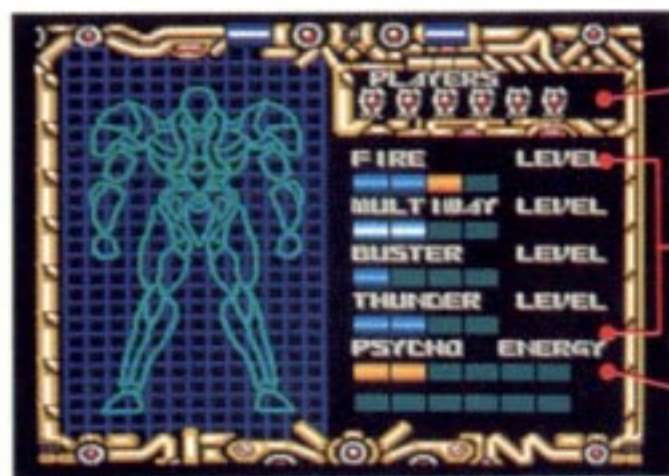 PLAYERS
FIRE LEVEL
MULTIWAY LEVEL
BUSTER LEVEL
THUNDER LEVEL
PSYCHO ENERGY